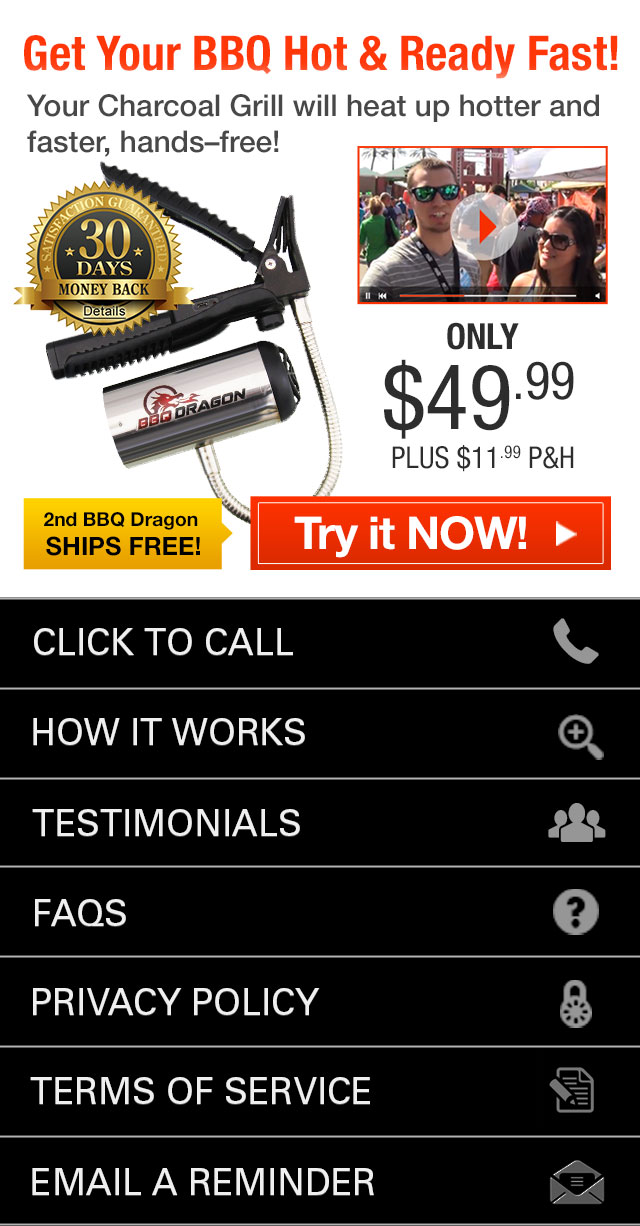 Get Your BBQ Hot & Ready Fast!
Your Charcoal Grill will heat up hotter and
faster, hands–free!
SATISFACTION GUARANTEED
30
DAYS
MONEY BACK
Details
BBQ DRAGON
ONLY
$49.99
PLUS $11.99 P&H
2nd BBQ Dragon
SHIPS FREE!
Try it NOW!
CLICK TO CALL
HOW IT WORKS
TESTIMONIALS
FAQS
PRIVACY POLICY
TERMS OF SERVICE
EMAIL A REMINDER